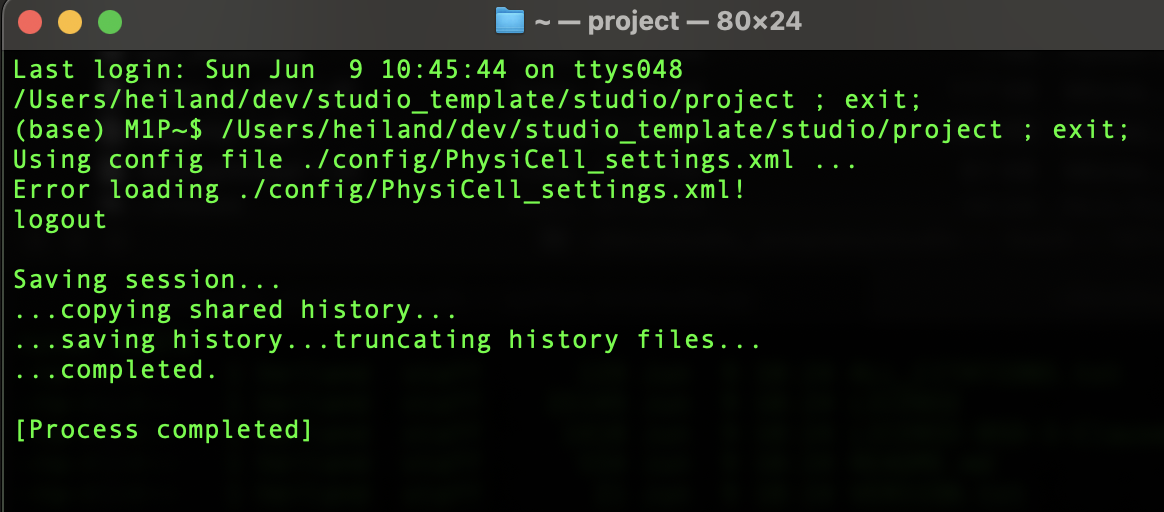 ~ — project — 80×24
Last login: Sun Jun  9 10:45:44 on ttys048
/Users/heiland/dev/studio_template/studio/project ; exit;
(base) M1P~$ /Users/heiland/dev/studio_template/studio/project ; exit;
Using config file ./config/PhysiCell_settings.xml ...
Error loading ./config/PhysiCell_settings.xml!
logout
Saving session...
...copying shared history...
...saving history...truncating history files...
...completed.
[Process completed]